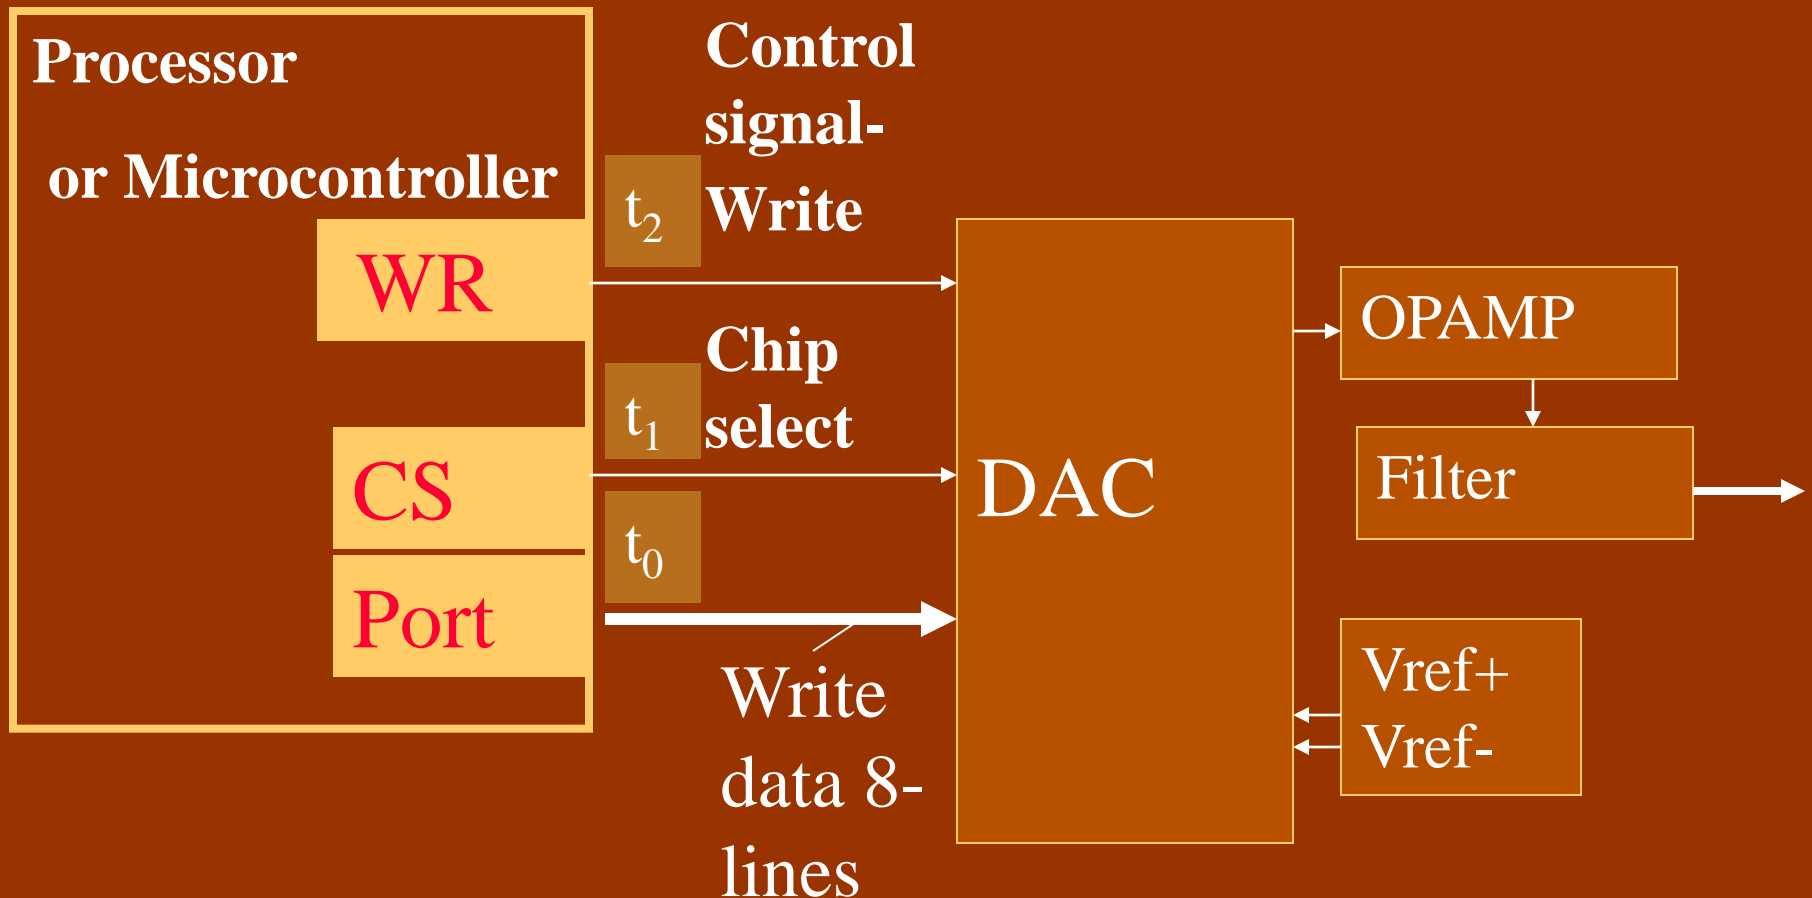 Processor
or Microcontroller
WR
CS
Port
t₂
t₁
t₀
Control
signal-
Write
Chip
select
Write
data 8-
lines
DAC
OPAMP
Filter
Vref+
Vref-